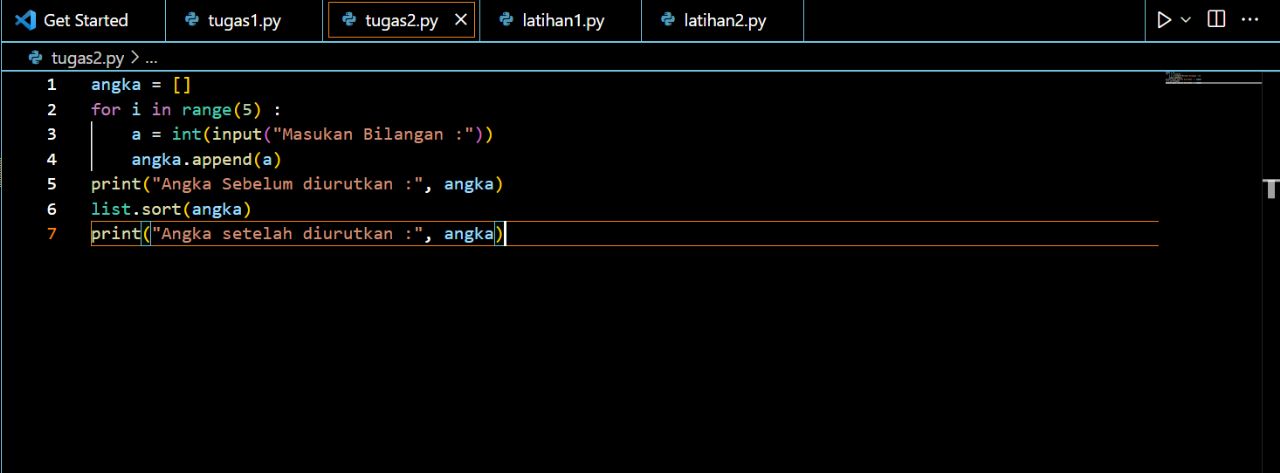 Get Started tugas1.py tugas2.py latihan1.py latihan2.py
tugas2.py > ...
1 angka = []
2 for i in range(5) :
3     a = int(input("Masukan Bilangan :"))
4     angka.append(a)
5 print("Angka Sebelum diurutkan :", angka)
6 list.sort(angka)
7 print("Angka setelah diurutkan :", angka)